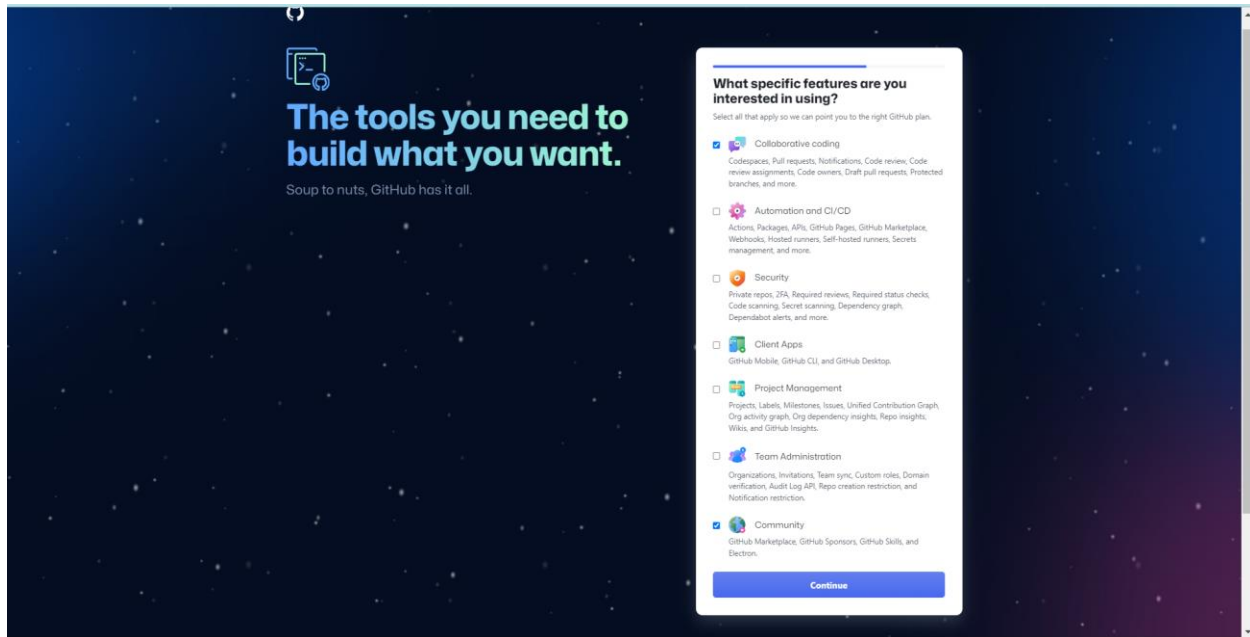 The tools you need to
build what you want.
Soup to nuts, GitHub has it all.
What specific features are you
interested in using?
Select all that apply so we can point you to the right GitHub plan.
Collaborative coding
Codespaces, Pull requests, Notifications, Code review, Code
review assignments, Code owners, Draft pull requests, Protected
branches, and more.
Automation and CI/CD
Actions, Packages, APIs, GitHub Pages, GitHub Marketplace,
Webhooks, Hosted runners, Self-hosted runners, Secrets
management, and more.
Security
Private repos, 2FA, Required reviews, Required status checks,
Code scanning, Secret scanning, Dependency graph,
Dependabot alerts, and more.
Client Apps
GitHub Mobile, GitHub CLI, and GitHub Desktop.
Project Management
Projects, Labels, Milestones, Issues, Unified Contribution Graph,
Org activity graph, Org dependency insights, Repo insights,
Wikis, and GitHub Insights.
Team Administration
Organizations, Invitations, Team sync, Custom roles, Domain
verification, Audit Log API, Repo creation restriction, and
Notification restriction.
Community
GitHub Marketplace, GitHub Sponsors, GitHub Skills, and
Electron.
Continue